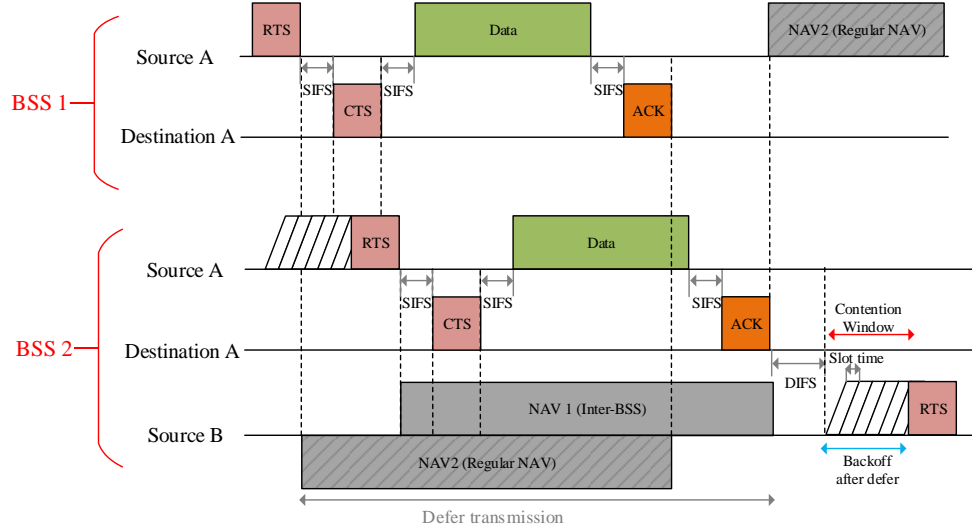 RTS
Data
NAV2 (Regular NAV)
Source A
SIFS
SIFS
SIFS
BSS 1
CTS
ACK
Destination A
RTS
Data
Source A
SIFS
SIFS
SIFS
Contention
Window
CTS
ACK
BSS 2
Destination A
Slot time
DIFS
NAV 1 (Inter-BSS)
RTS
Source B
NAV2 (Regular NAV)
Backoff
after defer
Defer transmission